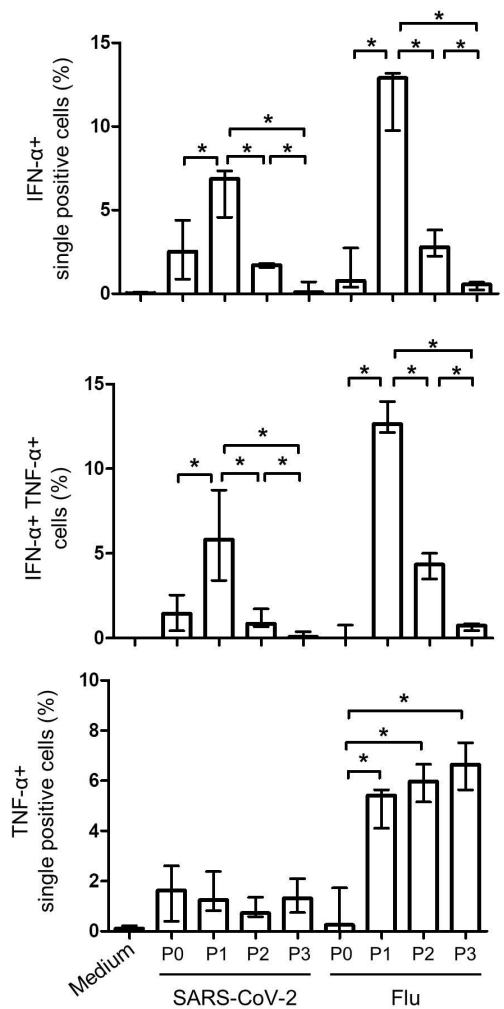 IFN-α+
single positive cells (%)
15
10
5
0
* * * *
* * * *
IFN-α+ TNF-α+
cells (%)
15
10
5
0
* * * *
* * * *
TNF-α+
single positive cells (%)
10
8
6
4
2
0
*
*
*
Medium P0 P1 P2 P3 P0 P1 P2 P3
SARS-CoV-2 Flu